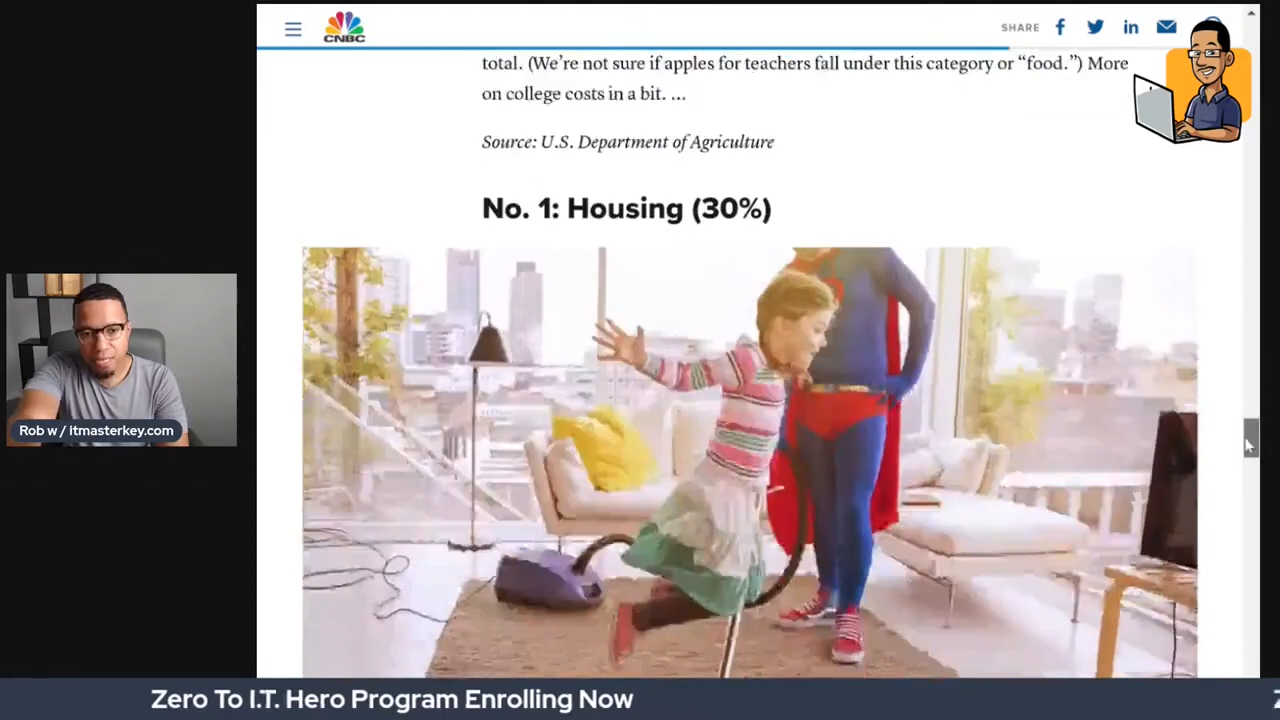 CNBC
SHARE
total. (We’re not sure if apples for teachers fall under this category or “food.”) More
on college costs in a bit. ...
Source: U.S. Department of Agriculture
No. 1: Housing (30%)
Rob w / itmasterkey.com
Zero To I.T. Hero Program Enrolling Now